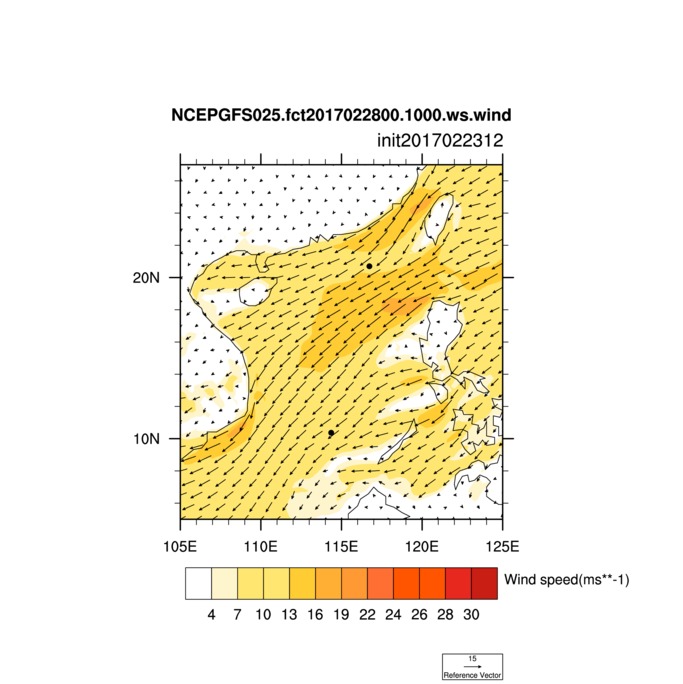 NCEPGFS025.fct2017022800.1000.ws.wind
init2017022312
20N
10N
105E 110E 115E 120E 125E
Wind speed(ms**-1)
4 7 10 13 16 19 22 24 26 28 30
15
Reference Vector